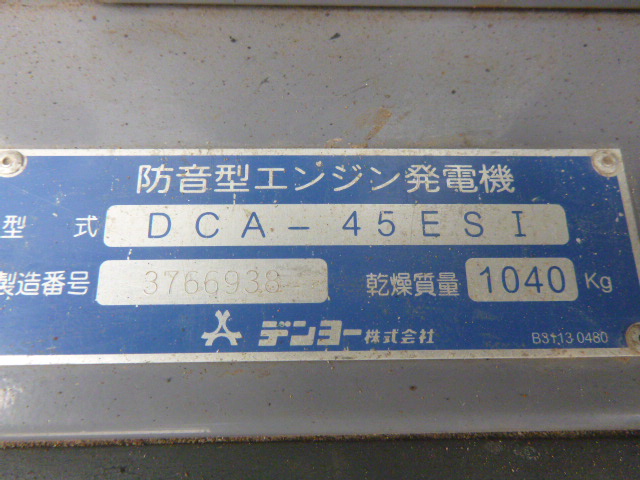 防音型エンジン発電機
型式 DCA-45ESI
製造番号 3766938 乾燥質量 1040 Kg
デンヨー株式会社 B3113 0480